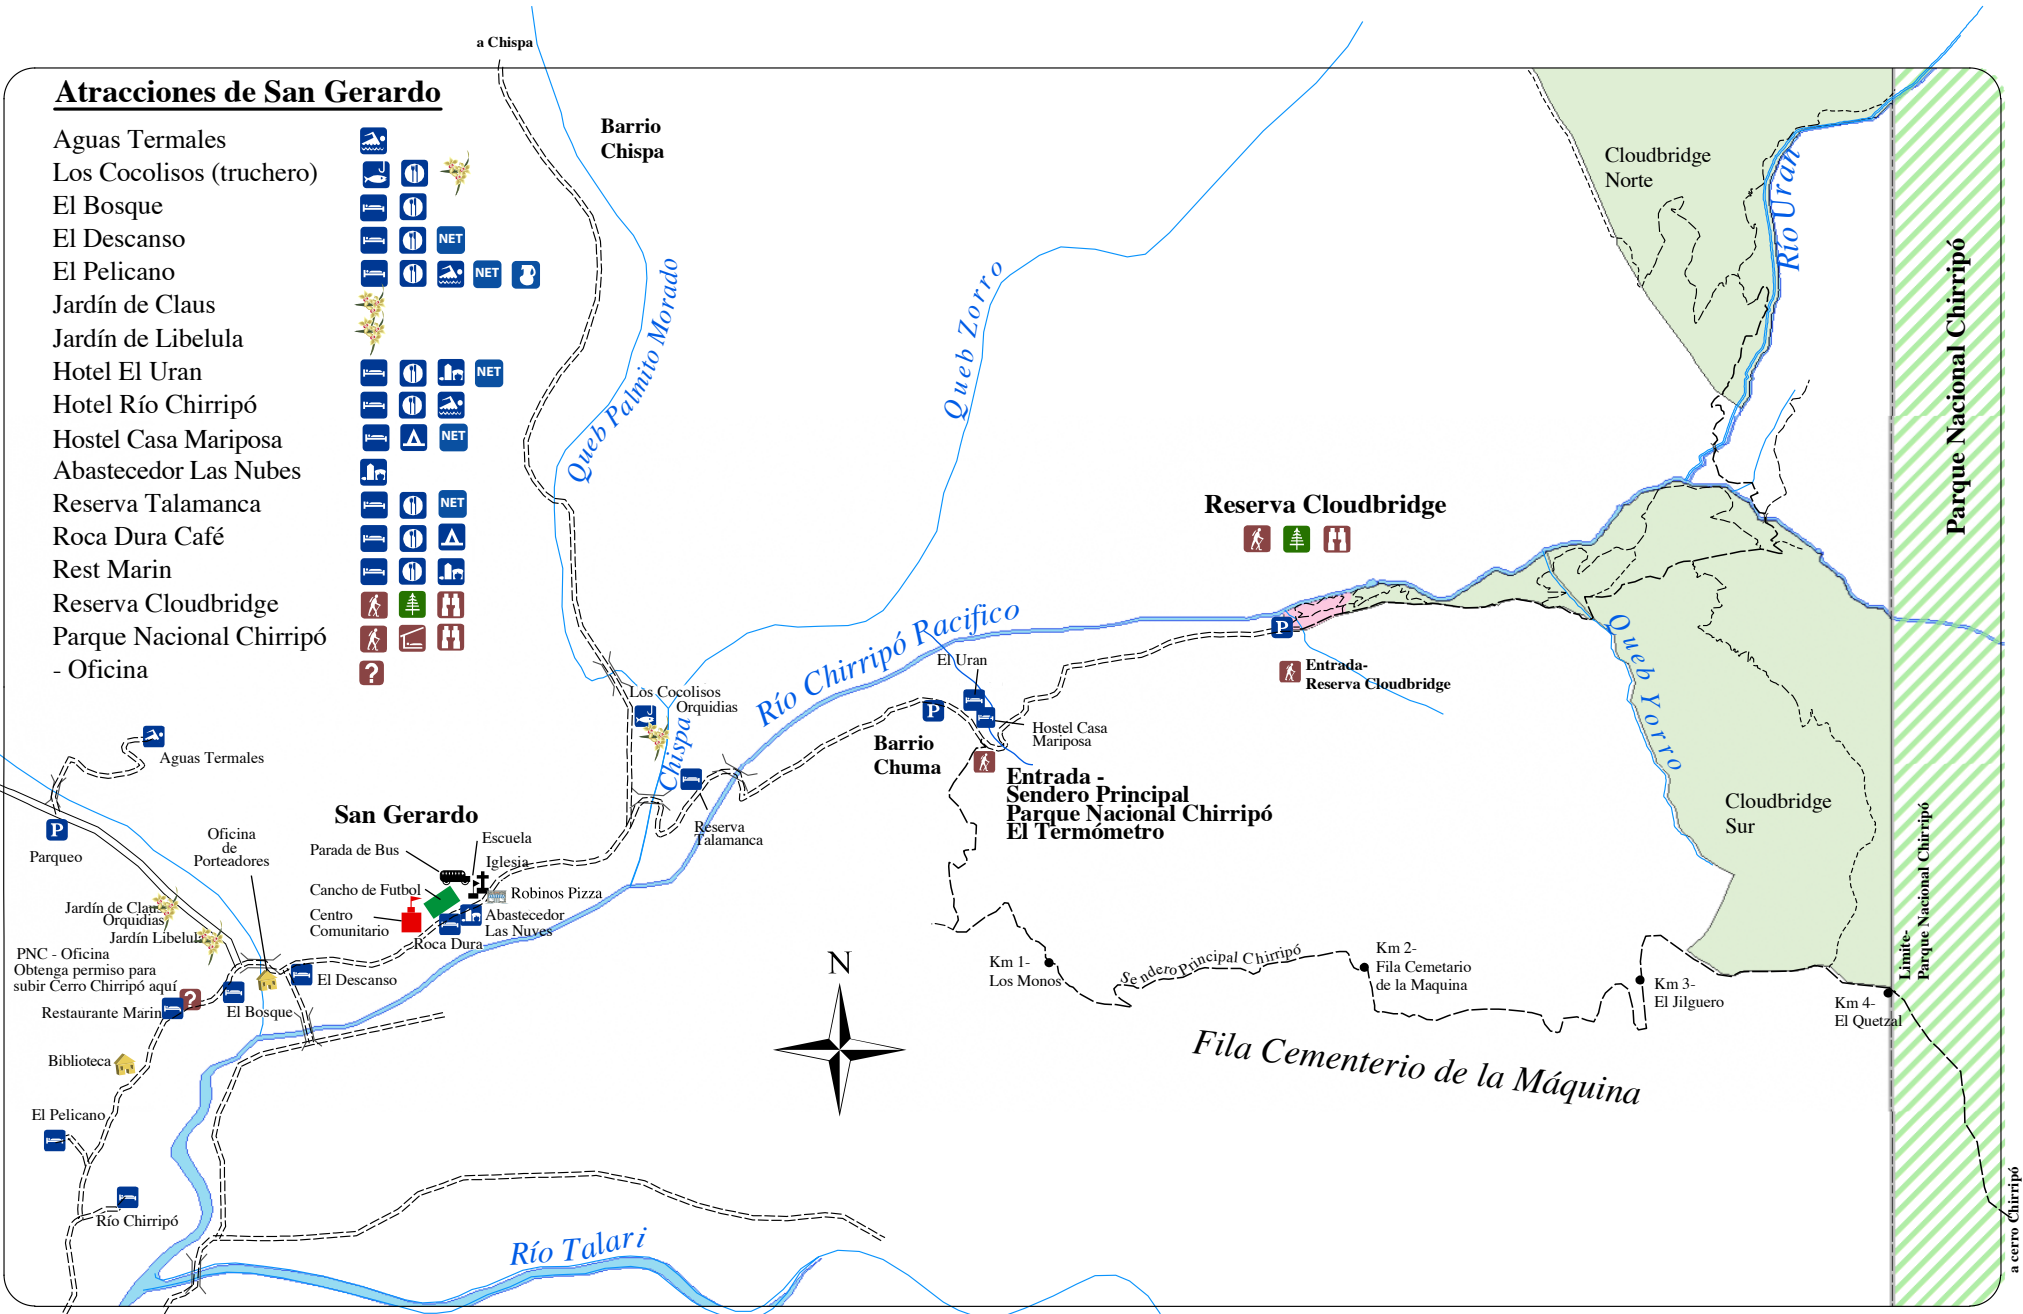 a Chispa
Atracciones de San Gerardo
Aguas Termales
Los Cocolisos (truchero)
El Bosque
El Descanso
NET
El Pelicano
NET
Jardín de Claus
Jardín de Libelula
Hotel El Uran
NET
Hotel Río Chirripó
Hostel Casa Mariposa
NET
Abastecedor Las Nubes
Reserva Talamanca
NET
Roca Dura Café
Rest Marin
Reserva Cloudbridge
Parque Nacional Chirripó
- Oficina
?
Barrio
Chispa
Queb Palmito Morado
Queb Zorro
Cloudbridge
Norte
Río Uran
Parque Nacional Chirripó
Reserva Cloudbridge
Río Chirripó Pacifico
P
Entrada-
Reserva Cloudbridge
Queb Yorro
Cloudbridge
Sur
El Uran
P
Hostel Casa
Mariposa
Barrio
Chuma
Entrada -
Sendero Principal
Parque Nacional Chirripó
El Termómetro
Los Cocolisos
Orquidias
Chispa
Reserva
Talamanca
Aguas Termales
P
Parqueo
Oficina
de
Porteadores
San Gerardo
Parada de Bus
Escuela
Iglesia
Cancho de Futbol
Robinos Pizza
Centro
Comunitario
Abastecedor
Las Nuves
Roca Dura
Jardín de Claus
Orquidias
Jardín Libelula
PNC - Oficina
Obtenga permiso para
subir Cerro Chirripó aquí
?
Restaurante Marin
El Bosque
El Descanso
Biblioteca
El Pelicano
Río Chirripó
N
Km 1-
Los Monos
Sendero Principal Chirripó
Km 2-
Fila Cemetario
de la Maquina
Km 3-
El Jilguero
Km 4-
El Quetzal
Limite-
Parque Nacional Chirripó
Fila Cementerio de la Máquina
Río Talari
a cerro Chirripó